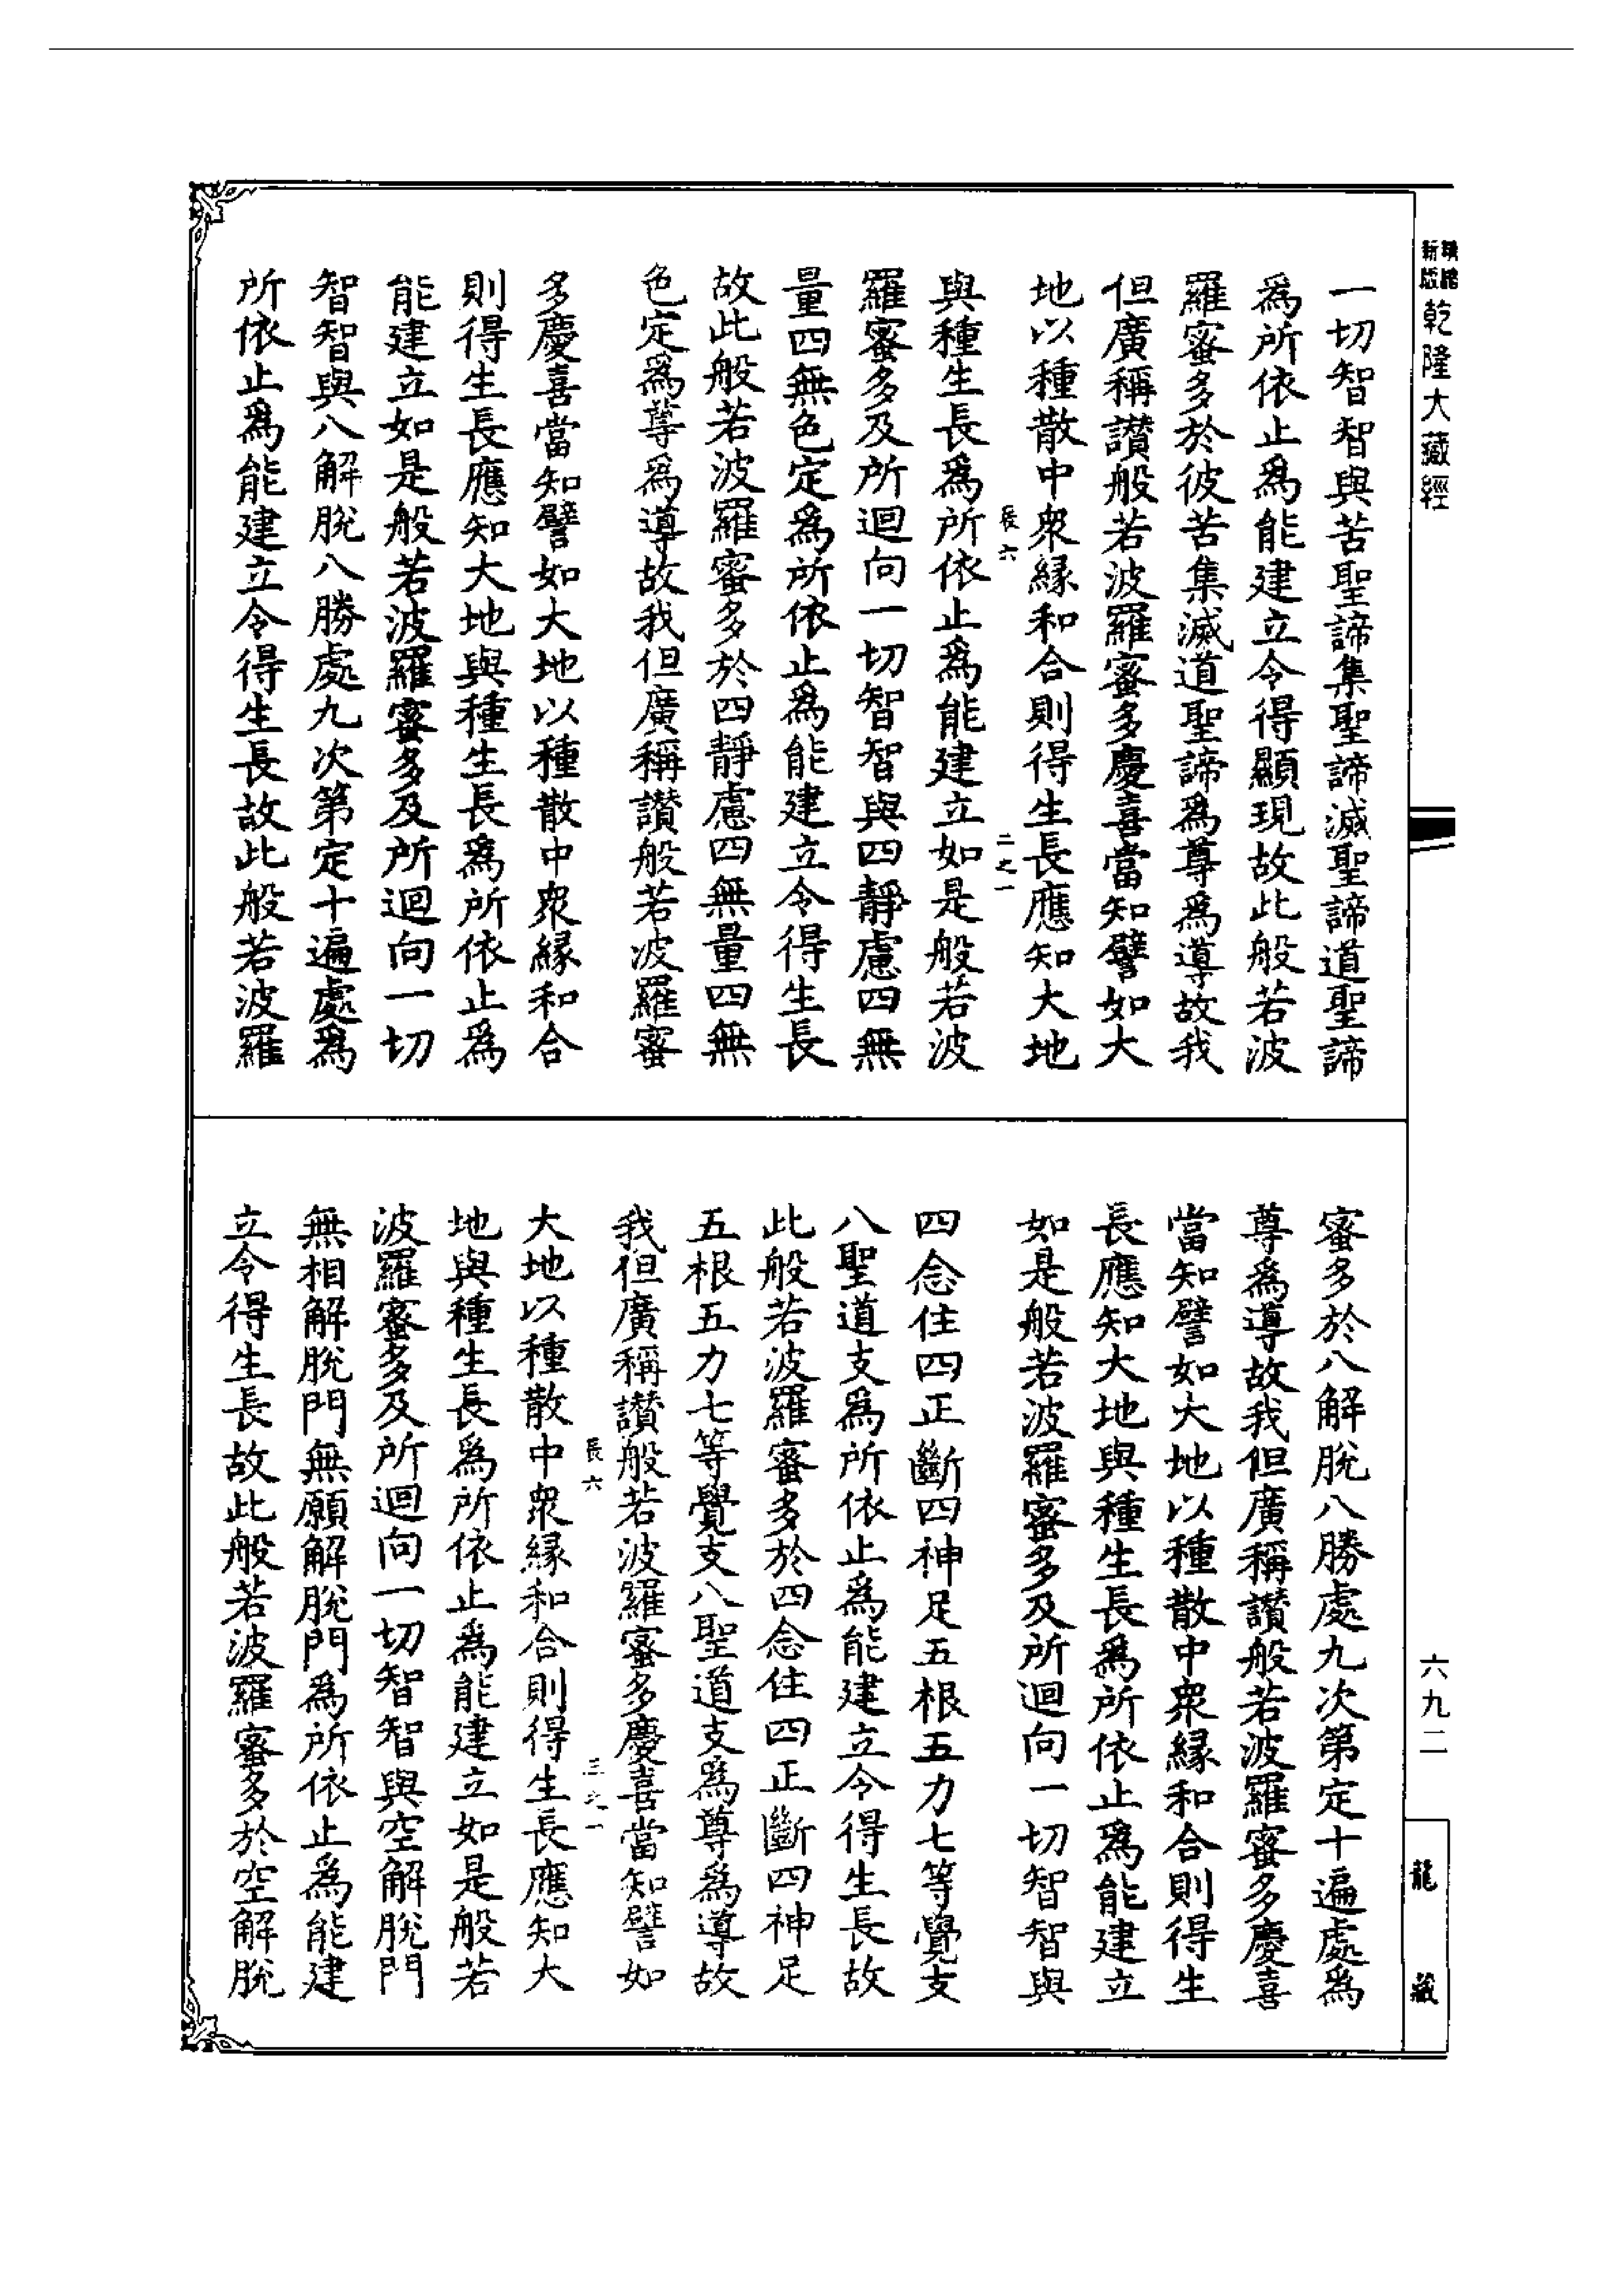 新版
乾隆大藏經
一切智智與苦聖諦集聖諦滅聖諦道聖諦
爲所依止爲能建立令得顯現故此般若波
羅蜜多於彼苦集滅道聖諦爲尊爲導故我
但廣稱讃般若波羅蜜多慶喜當知譬如大
地以種散中衆緣和合則得生長應知大地
六
二之一
與種生長爲所依止爲能建立如是般若波
羅蜜多及所迴向一切智智與四靜慮四無
量四無色定爲所依止爲能建立令得生長
故此般若波羅蜜多於四靜慮四無量四無
色定爲尊爲導故我但廣稱讃般若波羅蜜
多慶喜當知譬如大地以種散中衆緣和合
則得生長應知大地與種生長爲所依止爲
能建立如是般若波羅蜜多及所迴向一切
智智與八解脫八勝處九次第定十遍處爲
所依止爲能建立令得生長故此般若波羅
蜜多於八解脫八勝處九次第定十遍處爲
尊爲導故我但廣稱讃般若波羅蜜多慶喜
當知譬如大地以種散中衆緣和合則得生
長應知大地與種生長爲所依止爲能建立
如是般若波羅蜜多及所迴向一切智智與
四念住四正斷四神足五根五力七等覺支
八聖道支爲所依止爲能建立令得生長故
此般若波羅蜜多於四念住四正斷四神足
五根五力七等覺支八聖道支爲尊爲導故
我但廣稱讃般若波羅蜜多慶喜當知譬如
六
三之一
大地以種散中衆緣和合則得生長應知大
地與種生長爲所依止爲能建立如是般若
波羅蜜多及所迴向一切智智與空解脫門
無相解脫門無願解脫門爲所依止爲能建
立令得生長故此般若波羅蜜多於空解脫
六九二
龍藏